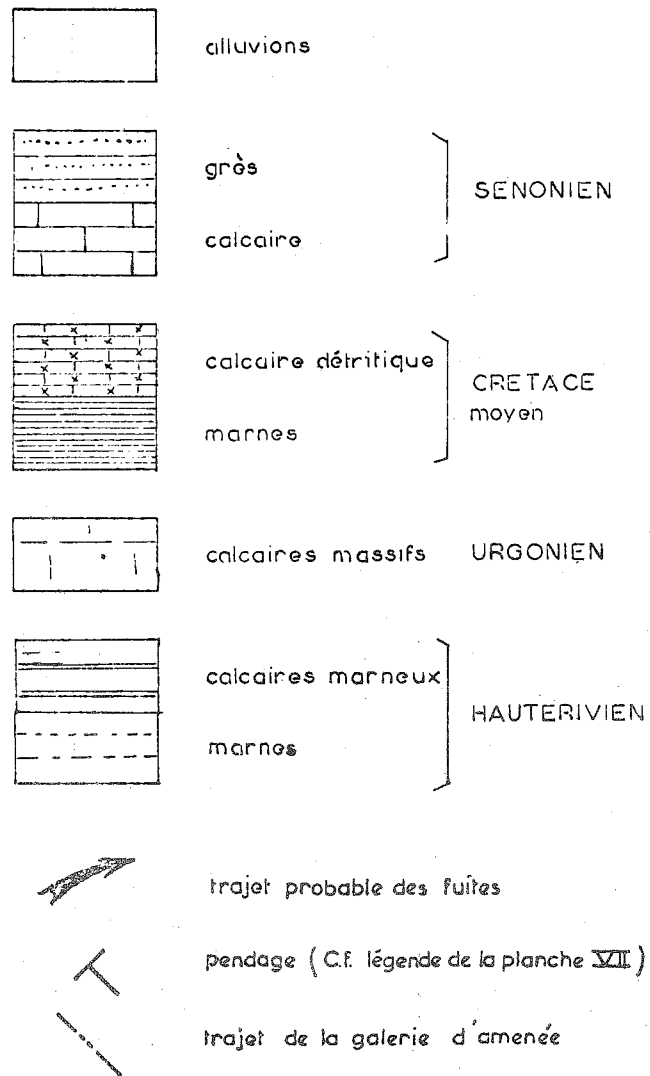 alluvions
grès
SENONIEN
calcaire
calcaire détritique
CRETACE
moyen
marnes
calcaires massifs URGONIEN
calcaires marneux
HAUTERIVIEN
marnes
trajet probable des fuites
pendage (C.f. légende de la planche VII)
trajet de la galerie d'amenée